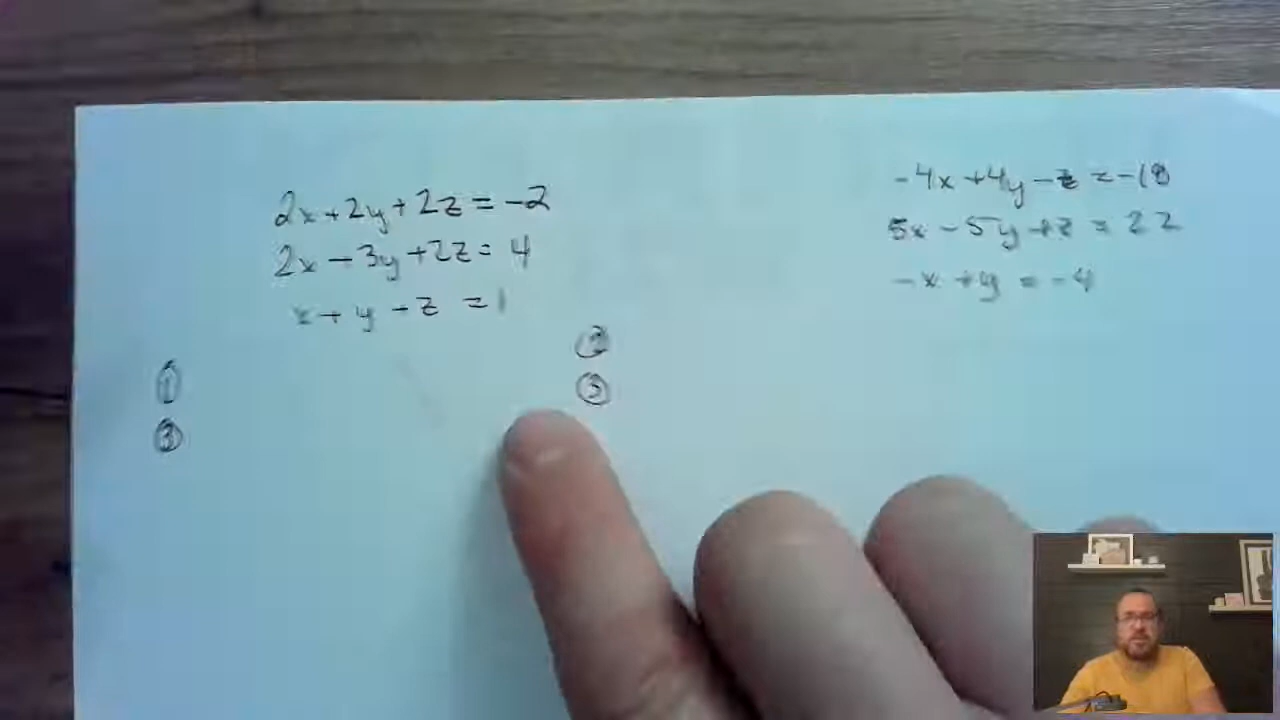 2x+2y+2z=-2
2x-3y+2z=4
x+y-z=1
①
③
②
③
-4x+4y-z=-18
5x-5y+z=22
-x+y=-4